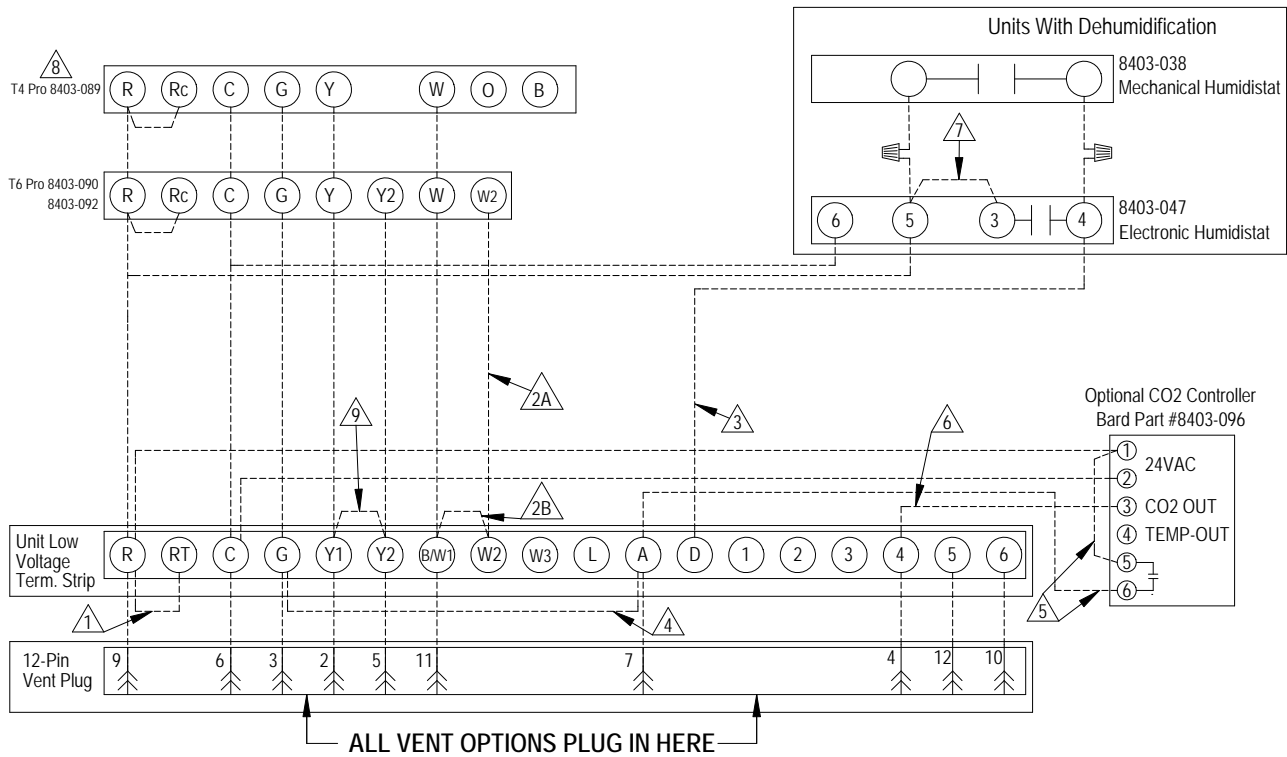 Units With Dehumidification
8403-038
Mechanical Humidistat
8
T4 Pro 8403-089
R Rc C G Y W O B
7
T6 Pro 8403-090
8403-092
R Rc C G Y Y2 W W2
6 5 3 4
8403-047
Electronic Humidistat
2A
9
3
6
2B
Optional CO2 Controller
Bard Part #8403-096
1
24VAC
2
3 CO2 OUT
4 TEMP-OUT
5
6
5
Unit Low
Voltage
Term. Strip
R RT C G Y1 Y2 B/W1 W2 W3 L A D 1 2 3 4 5 6
1
4
12-Pin
Vent Plug
9 6 3 2 5 11 7 4 12 10
ALL VENT OPTIONS PLUG IN HERE